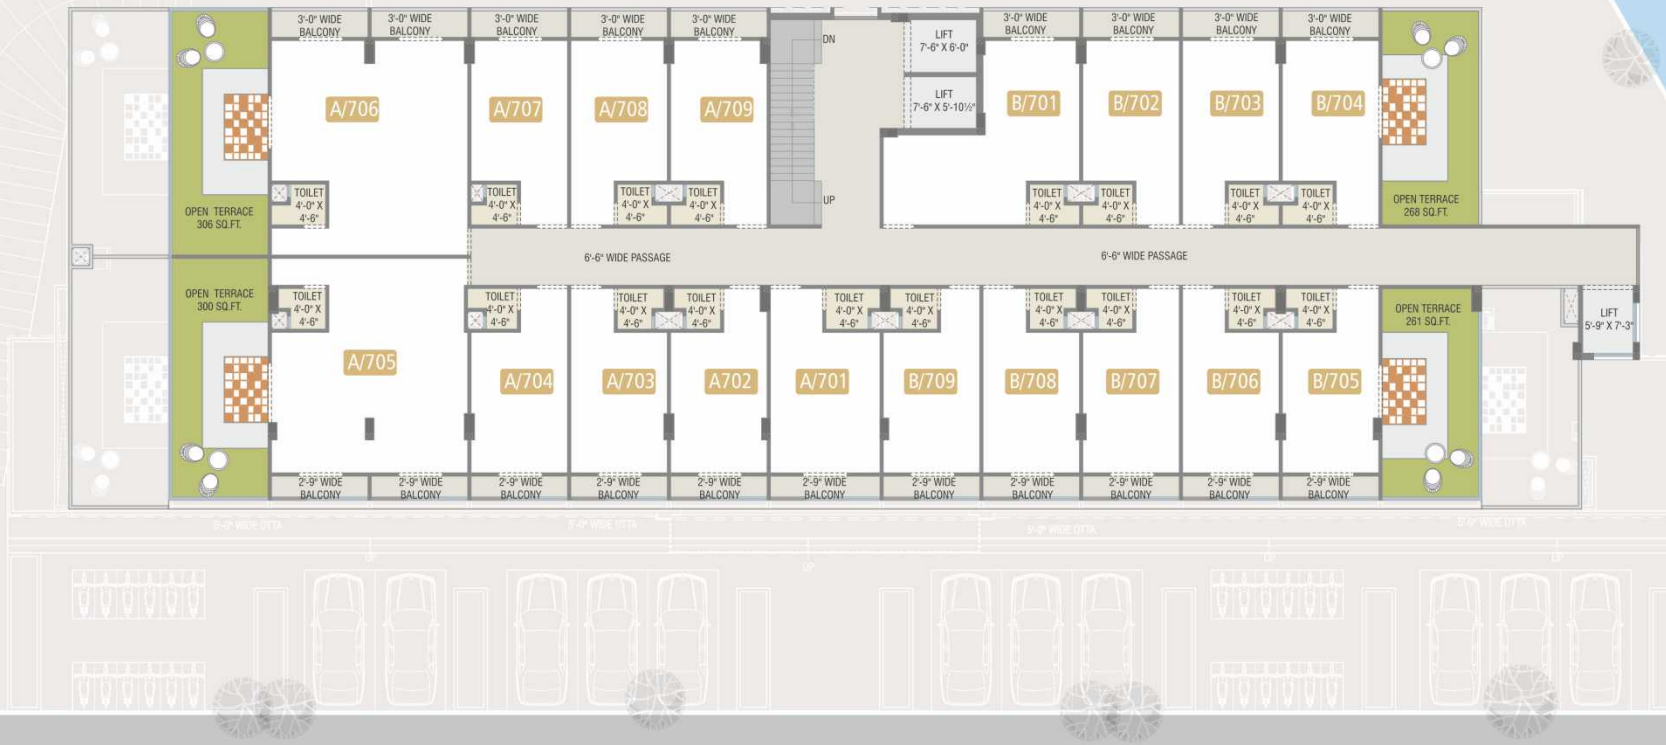 3'-0" WIDE
BALCONY
3'-0" WIDE
BALCONY
3'-0" WIDE
BALCONY
3'-0" WIDE
BALCONY
3'-0" WIDE
BALCONY
3'-0" WIDE
BALCONY
3'-0" WIDE
BALCONY
3'-0" WIDE
BALCONY
3'-0" WIDE
BALCONY
DN
LIFT
7'-6" X 6'-0"
LIFT
7'-6" X 5'-10½"
A/706
A/707
A/708
A/709
B/701
B/702
B/703
B/704
TOILET
4'-0" X
4'-6"
TOILET
4'-0" X
4'-6"
TOILET
4'-0" X
4'-6"
TOILET
4'-0" X
4'-6"
UP
TOILET
4'-0" X
4'-6"
TOILET
4'-0" X
4'-6"
TOILET
4'-0" X
4'-6"
TOILET
4'-0" X
4'-6"
OPEN TERRACE
306 SQ.FT.
OPEN TERRACE
268 SQ.FT.
6'-6" WIDE PASSAGE
6'-6" WIDE PASSAGE
OPEN TERRACE
300 SQ.FT.
TOILET
4'-0" X
4'-6"
TOILET
4'-0" X
4'-6"
TOILET
4'-0" X
4'-6"
TOILET
4'-0" X
4'-6"
TOILET
4'-0" X
4'-6"
TOILET
4'-0" X
4'-6"
TOILET
4'-0" X
4'-6"
TOILET
4'-0" X
4'-6"
TOILET
4'-0" X
4'-6"
TOILET
4'-0" X
4'-6"
OPEN TERRACE
261 SQ.FT.
LIFT
5'-9" X 7'-3"
A/705
A/704
A/703
A702
A/701
B/709
B/708
B/707
B/706
B/705
2'-9" WIDE
BALCONY
2'-9" WIDE
BALCONY
2'-9" WIDE
BALCONY
2'-9" WIDE
BALCONY
2'-9" WIDE
BALCONY
2'-9" WIDE
BALCONY
2'-9" WIDE
BALCONY
2'-9" WIDE
BALCONY
2'-9" WIDE
BALCONY
2'-9" WIDE
BALCONY
2'-9" WIDE
BALCONY
WIDE OTTA
WIDE OTTA
WIDE OTTA
WIDE OTTA
UP
UP
UP
UP